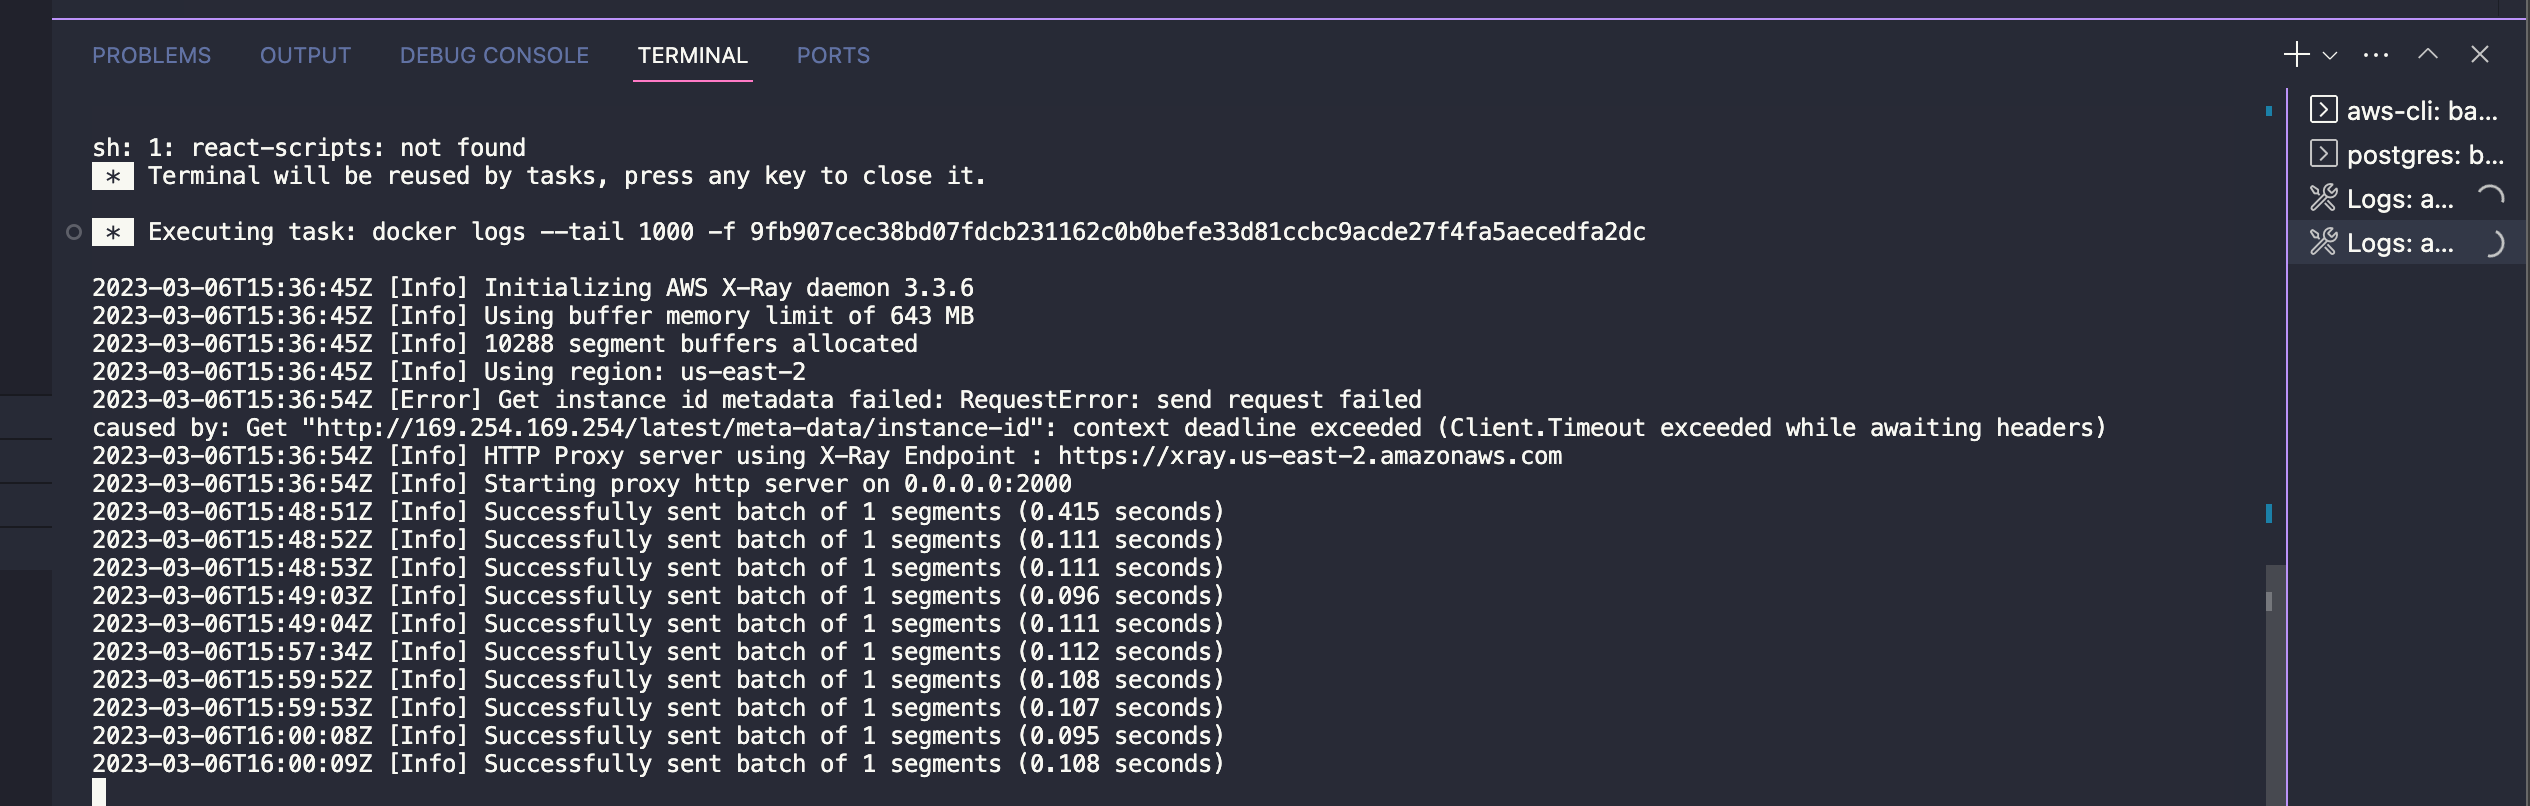 PROBLEMS OUTPUT DEBUG CONSOLE TERMINAL PORTS
sh: 1: react-scripts: not found
* Terminal will be reused by tasks, press any key to close it.
* Executing task: docker logs --tail 1000 -f 9fb907cec38bd07fdcb231162c0b0befe33d81ccbc9acde27f4fa5aecedfa2dc
2023-03-06T15:36:45Z [Info] Initializing AWS X-Ray daemon 3.3.6
2023-03-06T15:36:45Z [Info] Using buffer memory limit of 643 MB
2023-03-06T15:36:45Z [Info] 10288 segment buffers allocated
2023-03-06T15:36:45Z [Info] Using region: us-east-2
2023-03-06T15:36:54Z [Error] Get instance id metadata failed: RequestError: send request failed
caused by: Get "http://169.254.169.254/latest/meta-data/instance-id": context deadline exceeded (Client.Timeout exceeded while awaiting headers)
2023-03-06T15:36:54Z [Info] HTTP Proxy server using X-Ray Endpoint : https://xray.us-east-2.amazonaws.com
2023-03-06T15:36:54Z [Info] Starting proxy http server on 0.0.0.0:2000
2023-03-06T15:48:51Z [Info] Successfully sent batch of 1 segments (0.415 seconds)
2023-03-06T15:48:52Z [Info] Successfully sent batch of 1 segments (0.111 seconds)
2023-03-06T15:48:53Z [Info] Successfully sent batch of 1 segments (0.111 seconds)
2023-03-06T15:49:03Z [Info] Successfully sent batch of 1 segments (0.096 seconds)
2023-03-06T15:49:04Z [Info] Successfully sent batch of 1 segments (0.111 seconds)
2023-03-06T15:57:34Z [Info] Successfully sent batch of 1 segments (0.112 seconds)
2023-03-06T15:59:52Z [Info] Successfully sent batch of 1 segments (0.108 seconds)
2023-03-06T15:59:53Z [Info] Successfully sent batch of 1 segments (0.107 seconds)
2023-03-06T16:00:08Z [Info] Successfully sent batch of 1 segments (0.095 seconds)
2023-03-06T16:00:09Z [Info] Successfully sent batch of 1 segments (0.108 seconds)
aws-cli: ba...
postgres: b...
Logs: a...
Logs: a...